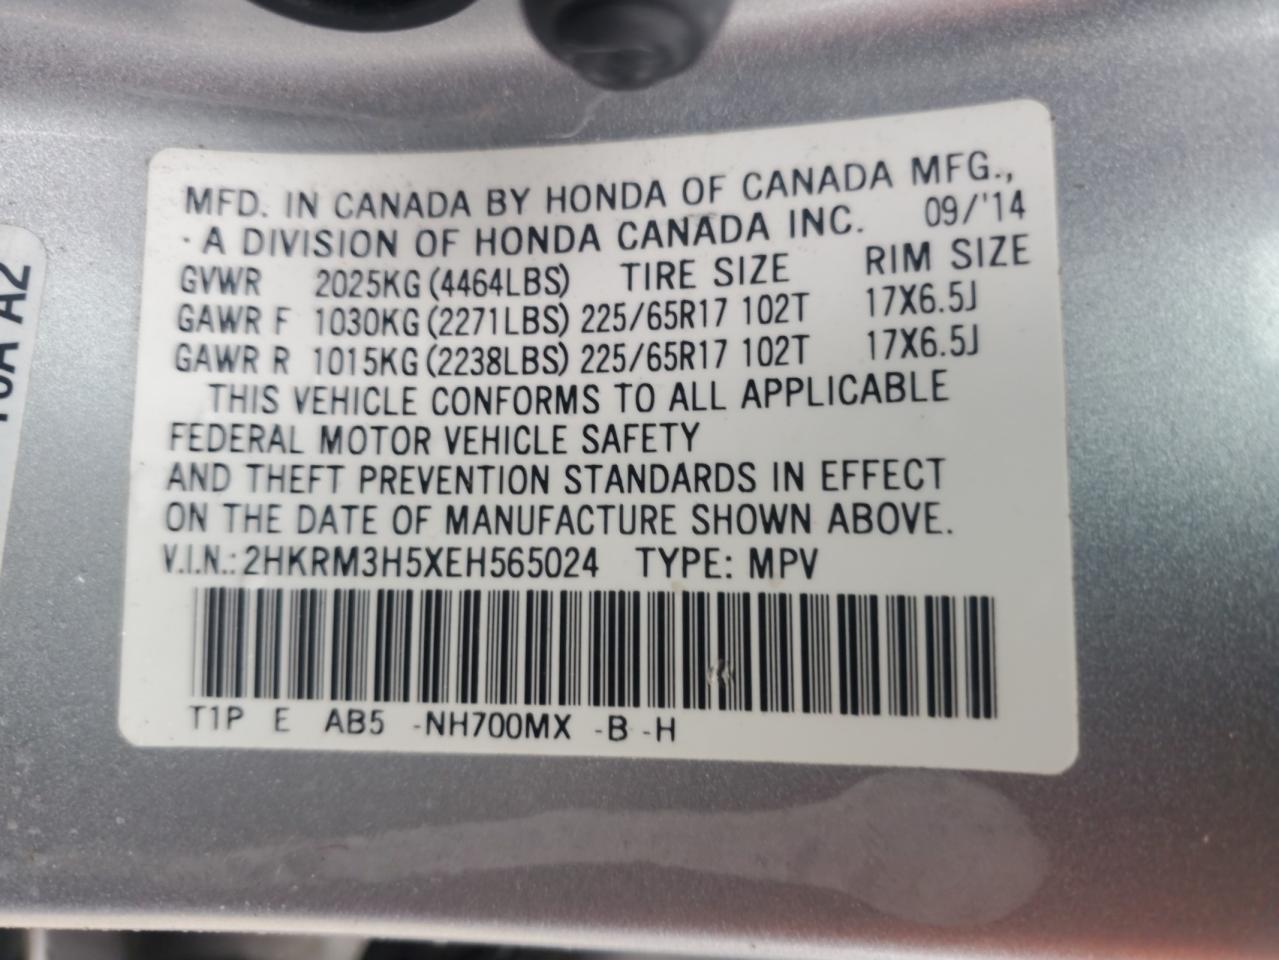 MFD. IN CANADA BY HONDA OF CANADA MFG.,
· A DIVISION OF HONDA CANADA INC. 09/'14
GVWR 2025KG (4464LBS) TIRE SIZE RIM SIZE
GAWR F 1030KG (2271LBS) 225/65R17 102T 17X6.5J
GAWR R 1015KG (2238LBS) 225/65R17 102T 17X6.5J
THIS VEHICLE CONFORMS TO ALL APPLICABLE
FEDERAL MOTOR VEHICLE SAFETY
AND THEFT PREVENTION STANDARDS IN EFFECT
ON THE DATE OF MANUFACTURE SHOWN ABOVE.
V.I.N.: 2HKRM3H5XEH565024 TYPE: MPV
T1P E AB5 -NH700MX -B -H
A2